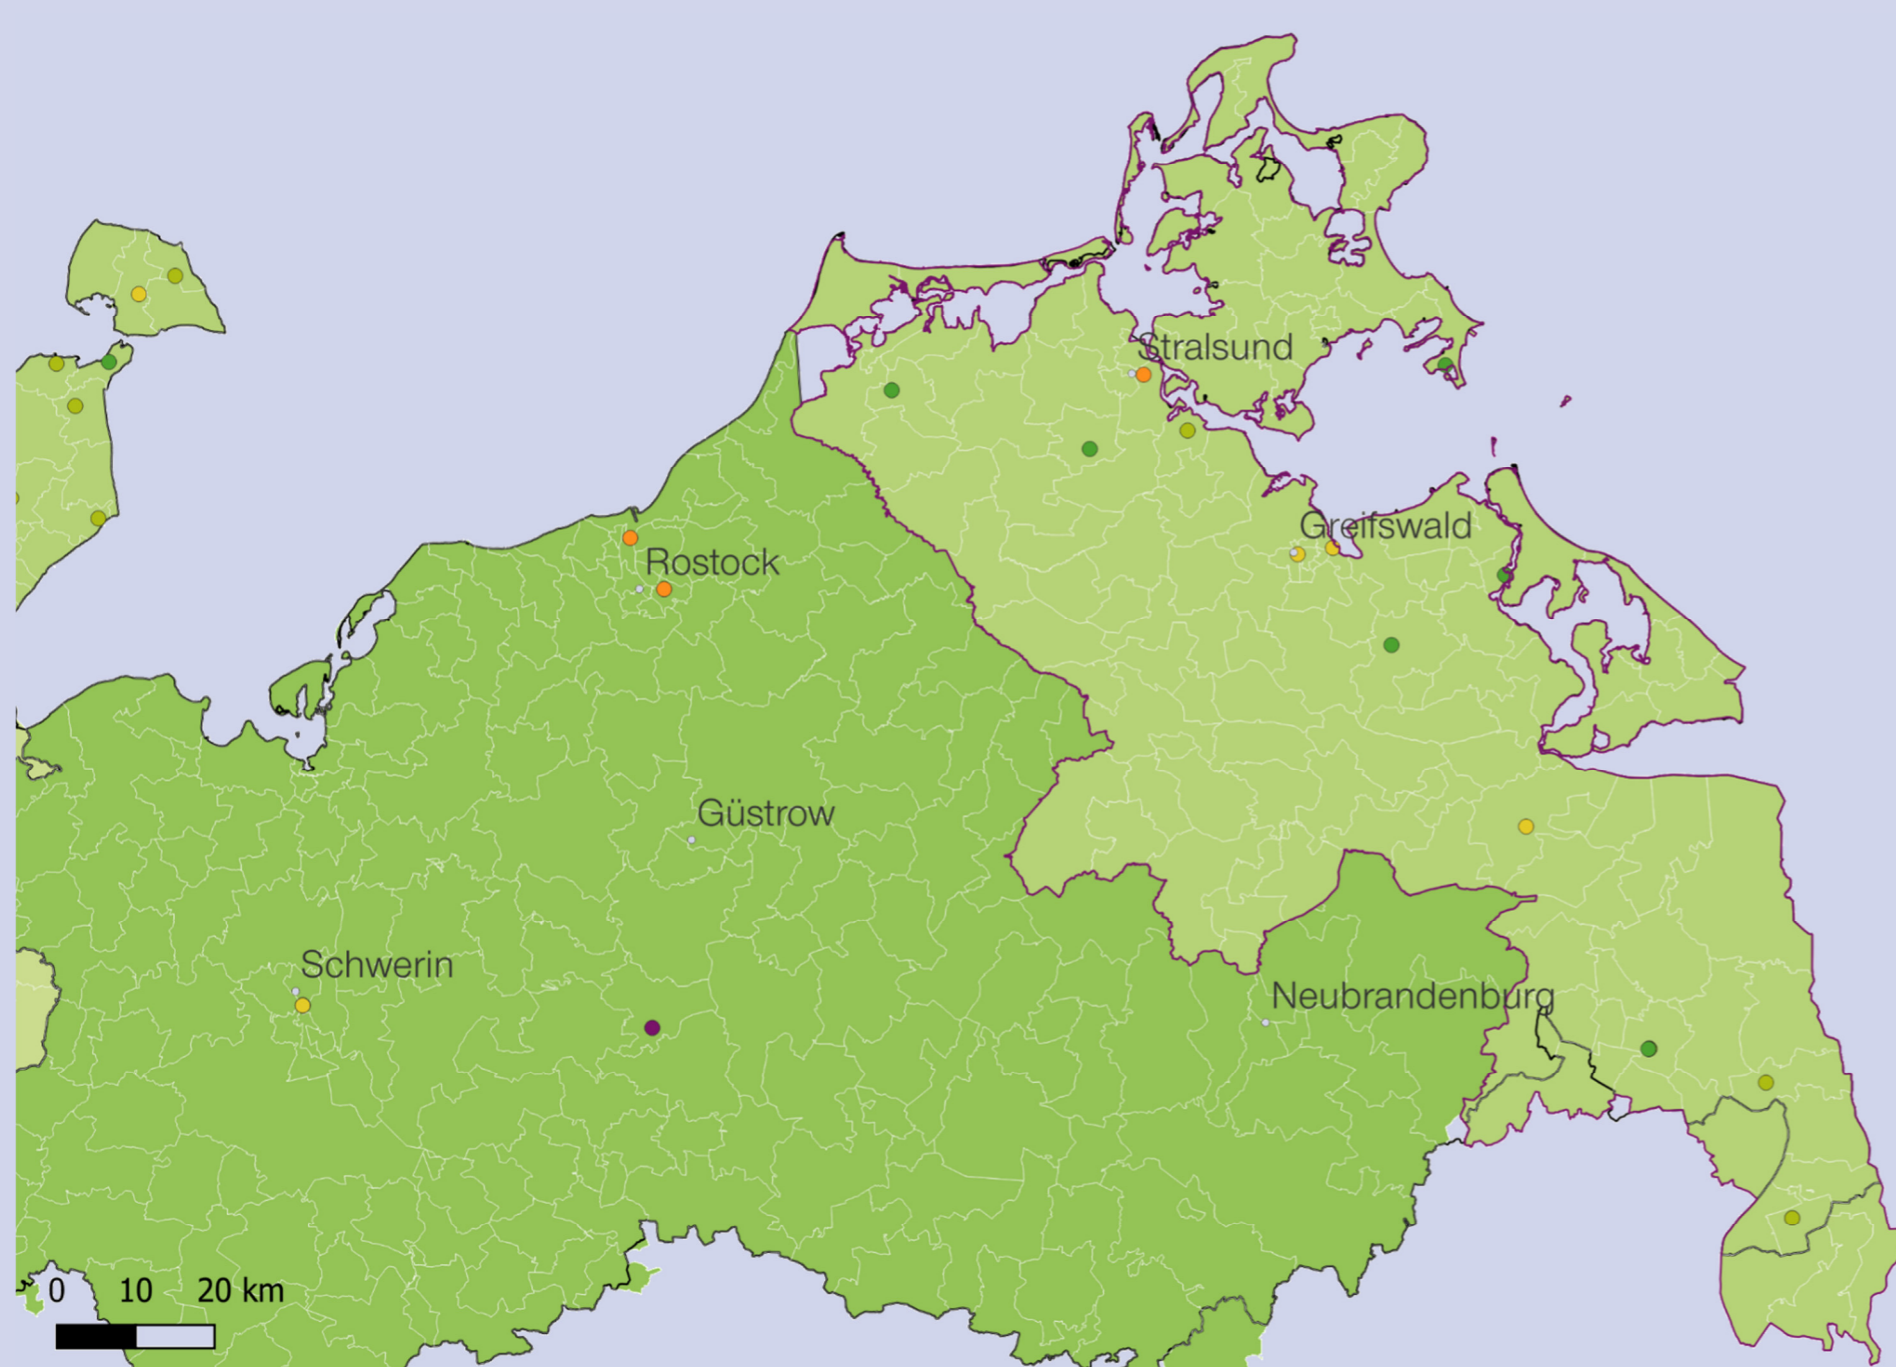 Stralsund
Greifswald
Rostock
Güstrow
Schwerin
Neubrandenburg
0 10 20 km